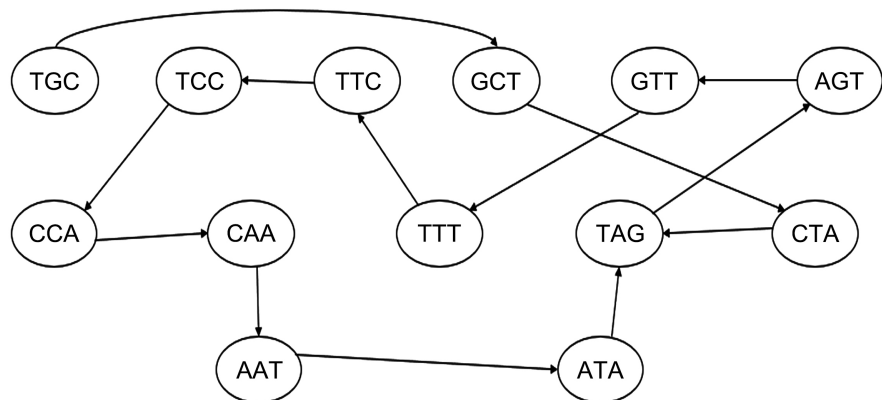 TGC TCC TTC GCT GTT AGT
CCA CAA TTT TAG CTA
AAT ATA